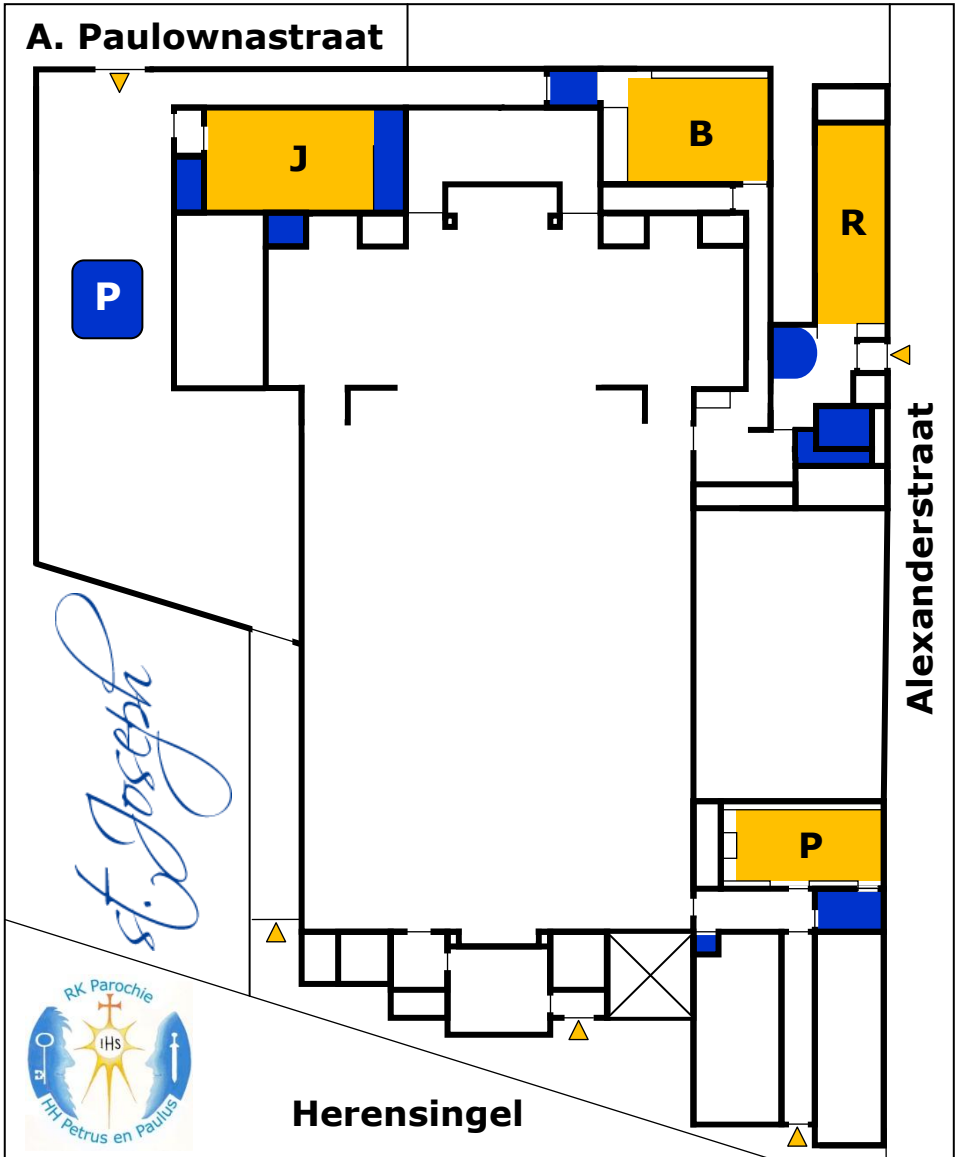 A. Paulownastraat
B
J
R
P
Alexanderstraat
st. Joseph
P
RK Parochie
IHS
HH Petrus en Paulus
Herensingel